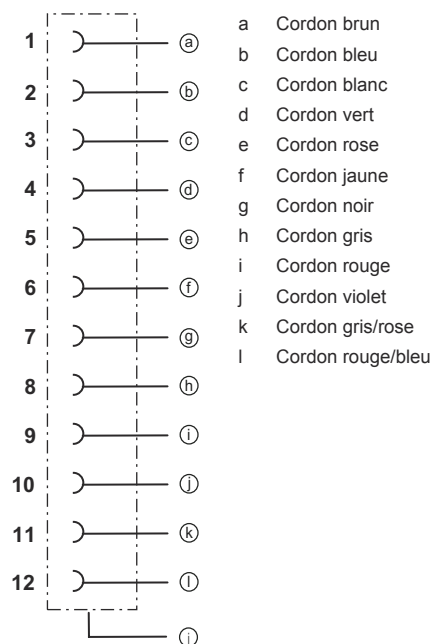 1 ⓐ
2 ⓑ
3 ⓒ
4 ⓓ
5 ⓔ
6 ⓕ
7 ⓖ
8 ⓗ
9 ⓘ
10 ⓙ
11 ⓚ
12 ⓛ
a Cordon brun
b Cordon bleu
c Cordon blanc
d Cordon vert
e Cordon rose
f Cordon jaune
g Cordon noir
h Cordon gris
i Cordon rouge
j Cordon violet
k Cordon gris/rose
l Cordon rouge/bleu